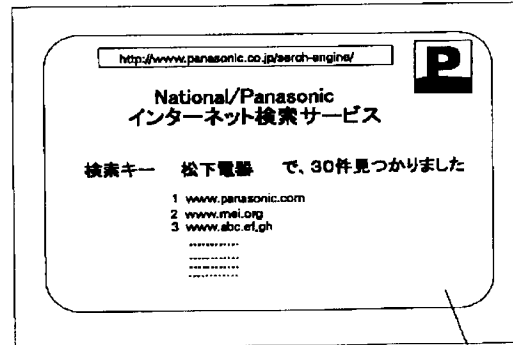 http://www.panasonic.co.jp/serch-engine/
P
National/Panasonic
インターネット検索サービス
検索キー 松下電器 で、30件見つかりました
1 www.panasonic.com
2 www.mei.org
3 www.abc.ef.gh